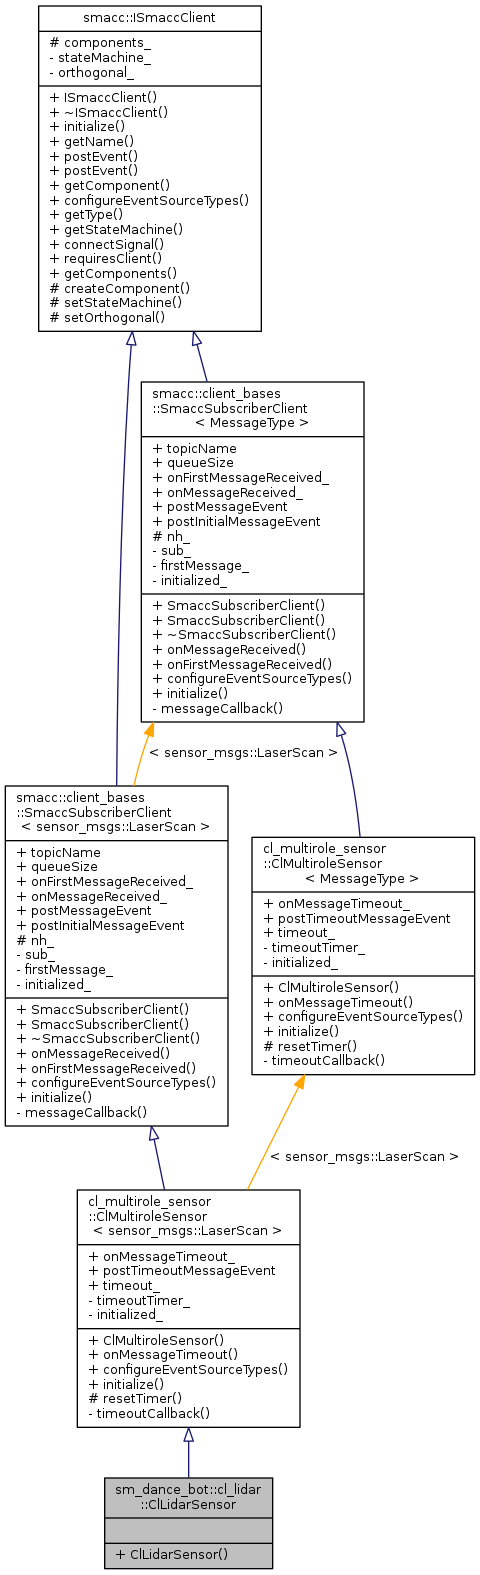 smacc::ISmaccClient
# components_
- stateMachine_
- orthogonal_
+ ISmaccClient()
+ ~ISmaccClient()
+ initialize()
+ getName()
+ postEvent()
+ postEvent()
+ getComponent()
+ configureEventSourceTypes()
+ getType()
+ getStateMachine()
+ connectSignal()
+ requiresClient()
+ getComponents()
# createComponent()
# setStateMachine()
# setOrthogonal()
smacc::client_bases
::SmaccSubscriberClient
< MessageType >
+ topicName
+ queueSize
+ onFirstMessageReceived_
+ onMessageReceived_
+ postMessageEvent
+ postInitialMessageEvent
# nh_
- sub_
- firstMessage_
- initialized_
+ SmaccSubscriberClient()
+ SmaccSubscriberClient()
+ ~SmaccSubscriberClient()
+ onMessageReceived()
+ onFirstMessageReceived()
+ configureEventSourceTypes()
+ initialize()
- messageCallback()
< sensor_msgs::LaserScan >
smacc::client_bases
::SmaccSubscriberClient
< sensor_msgs::LaserScan >
+ topicName
+ queueSize
+ onFirstMessageReceived_
+ onMessageReceived_
+ postMessageEvent
+ postInitialMessageEvent
# nh_
- sub_
- firstMessage_
- initialized_
+ SmaccSubscriberClient()
+ SmaccSubscriberClient()
+ ~SmaccSubscriberClient()
+ onMessageReceived()
+ onFirstMessageReceived()
+ configureEventSourceTypes()
+ initialize()
- messageCallback()
cl_multirole_sensor
::ClMultiroleSensor
< MessageType >
+ onMessageTimeout_
+ postTimeoutMessageEvent
+ timeout_
- timeoutTimer_
- initialized_
+ ClMultiroleSensor()
+ onMessageTimeout()
+ configureEventSourceTypes()
+ initialize()
# resetTimer()
- timeoutCallback()
< sensor_msgs::LaserScan >
cl_multirole_sensor
::ClMultiroleSensor
< sensor_msgs::LaserScan >
+ onMessageTimeout_
+ postTimeoutMessageEvent
+ timeout_
- timeoutTimer_
- initialized_
+ ClMultiroleSensor()
+ onMessageTimeout()
+ configureEventSourceTypes()
+ initialize()
# resetTimer()
- timeoutCallback()
sm_dance_bot::cl_lidar
::ClLidarSensor
+ ClLidarSensor()